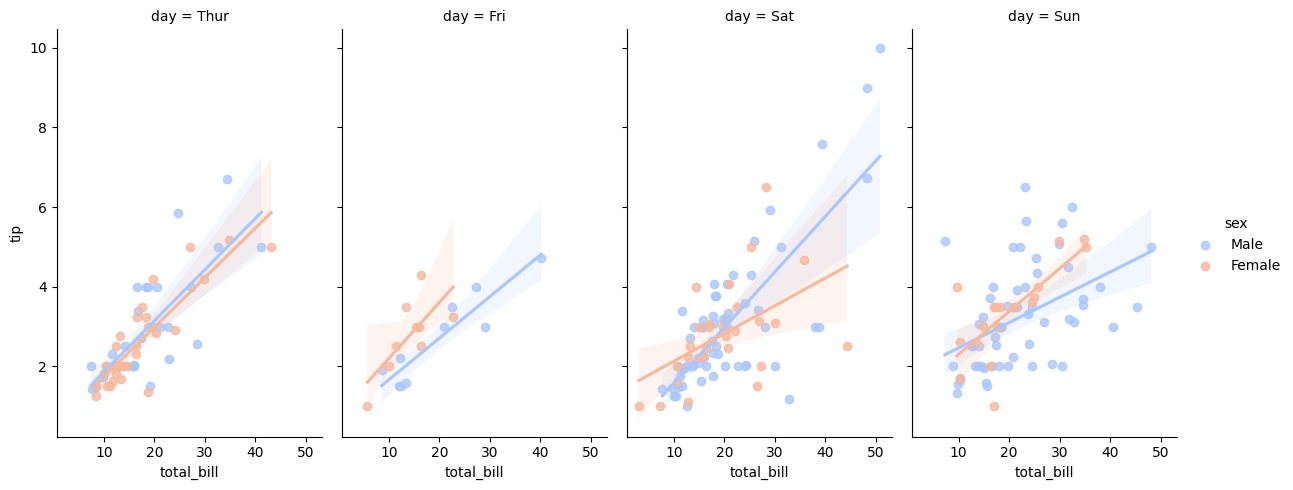 day = Thur
day = Fri
day = Sat
day = Sun
10
8
6
4
2
tip
sex
Male
Female
10 20 30 40 50
10 20 30 40 50
10 20 30 40 50
10 20 30 40 50
total_bill
total_bill
total_bill
total_bill